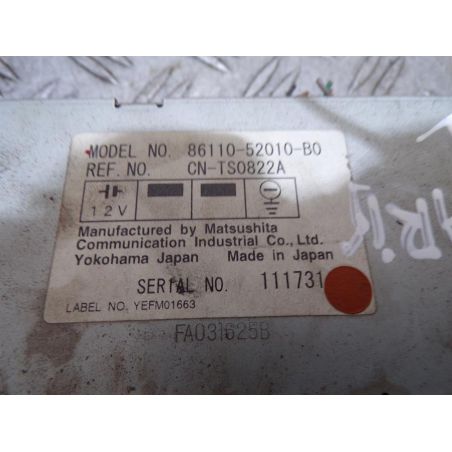 MODEL NO. 86110-52010-B0
REF. NO. CN-TS0822A
12V
Manufactured by Matsushita
Communication Industrial Co., Ltd.
Yokohama Japan Made in Japan
SERIAL NO. 111731
LABEL NO. YEFM01663
FA031625B